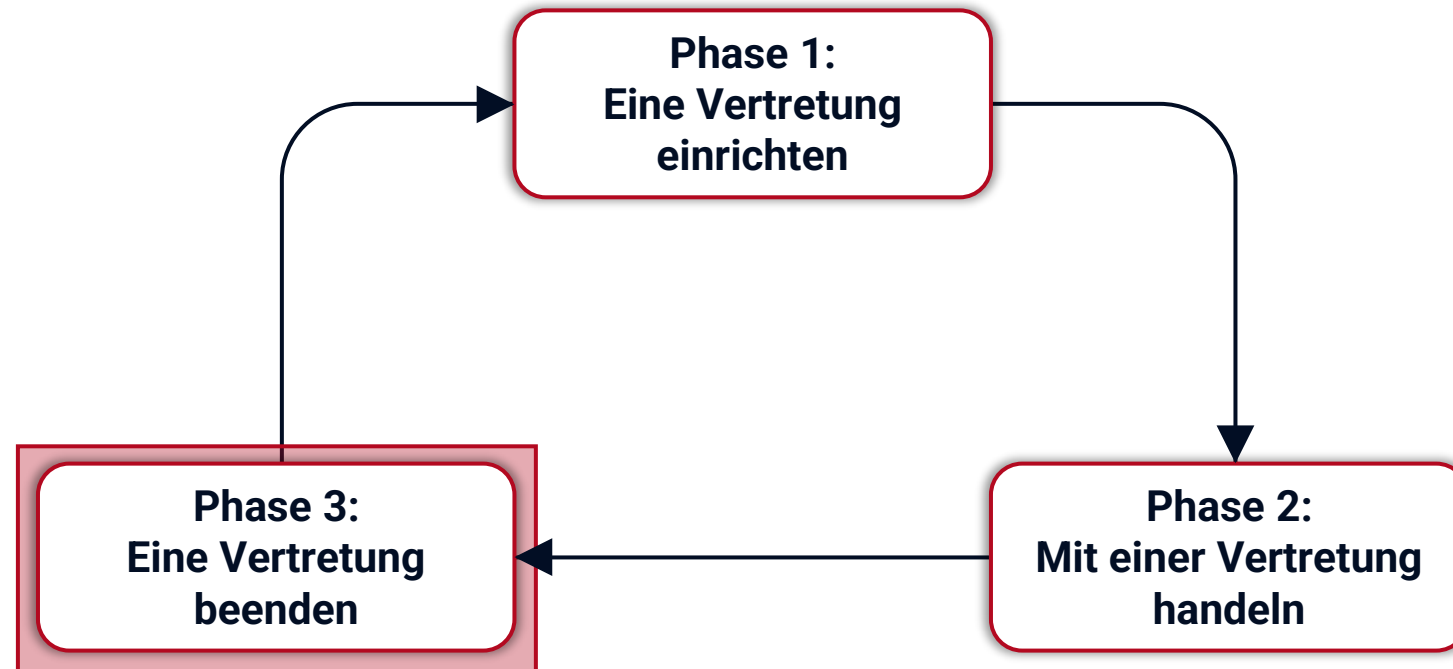 Phase 1:
Eine Vertretung
einrichten
Phase 3:
Eine Vertretung
beenden
Phase 2:
Mit einer Vertretung
handeln